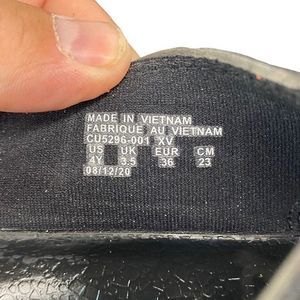 MADE IN VIETNAM
FABRIQUE AU VIETNAM
CU5296-001 XV
US UK EUR CM
4Y 3.5 36 23
08/12/20